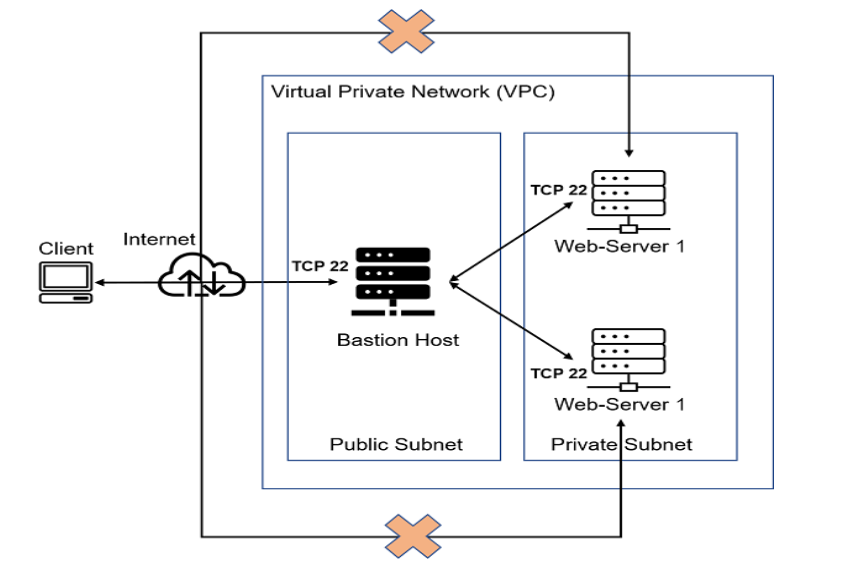 Virtual Private Network (VPC)
TCP 22
Web-Server 1
Internet
Client
TCP 22
Bastion Host
TCP 22
Web-Server 1
Public Subnet
Private Subnet